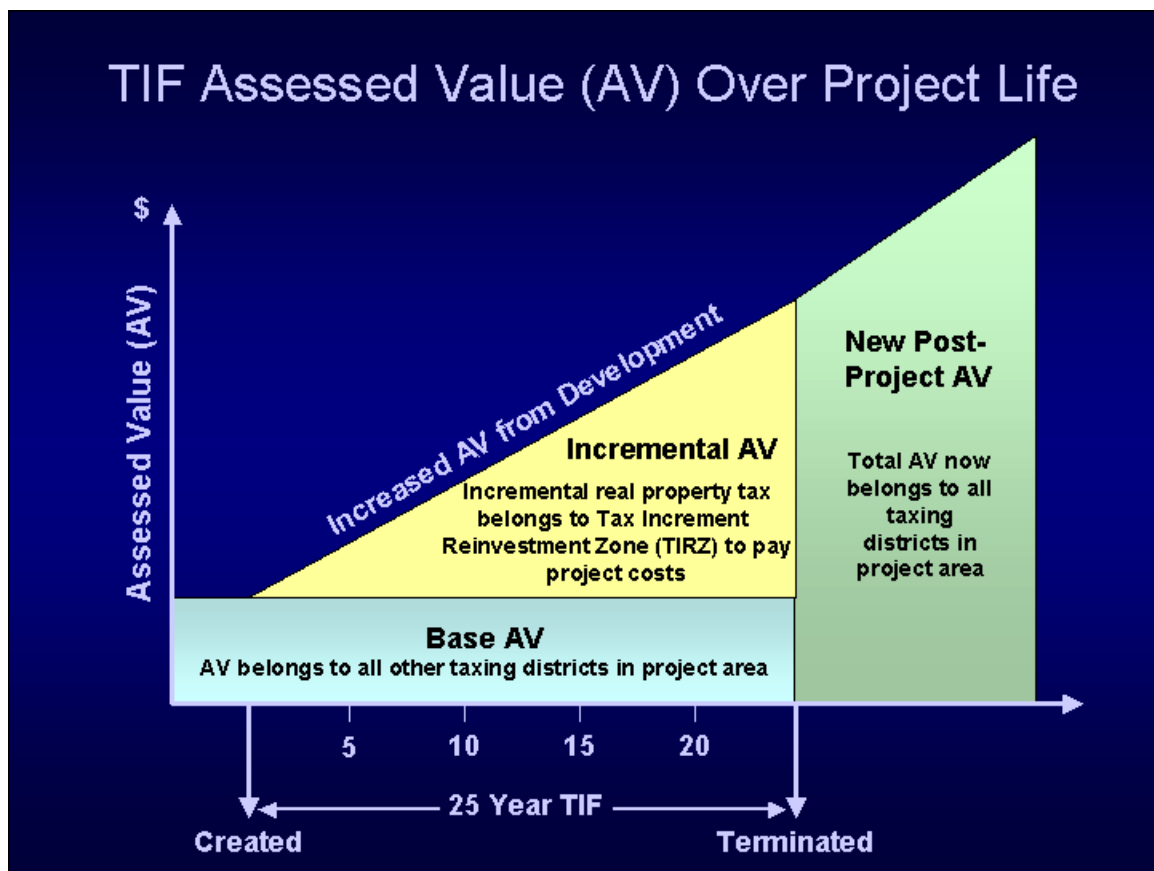 TIF Assessed Value (AV) Over Project Life
$
Assessed Value (AV)
Increased AV from Development
Incremental AV
Incremental real property tax
belongs to Tax Increment
Reinvestment Zone (TIRZ) to pay
project costs
New Post-
Project AV
Total AV now
belongs to all
taxing
districts in
project area
Base AV
AV belongs to all other taxing districts in project area
5 10 15 20
25 Year TIF
Created Terminated